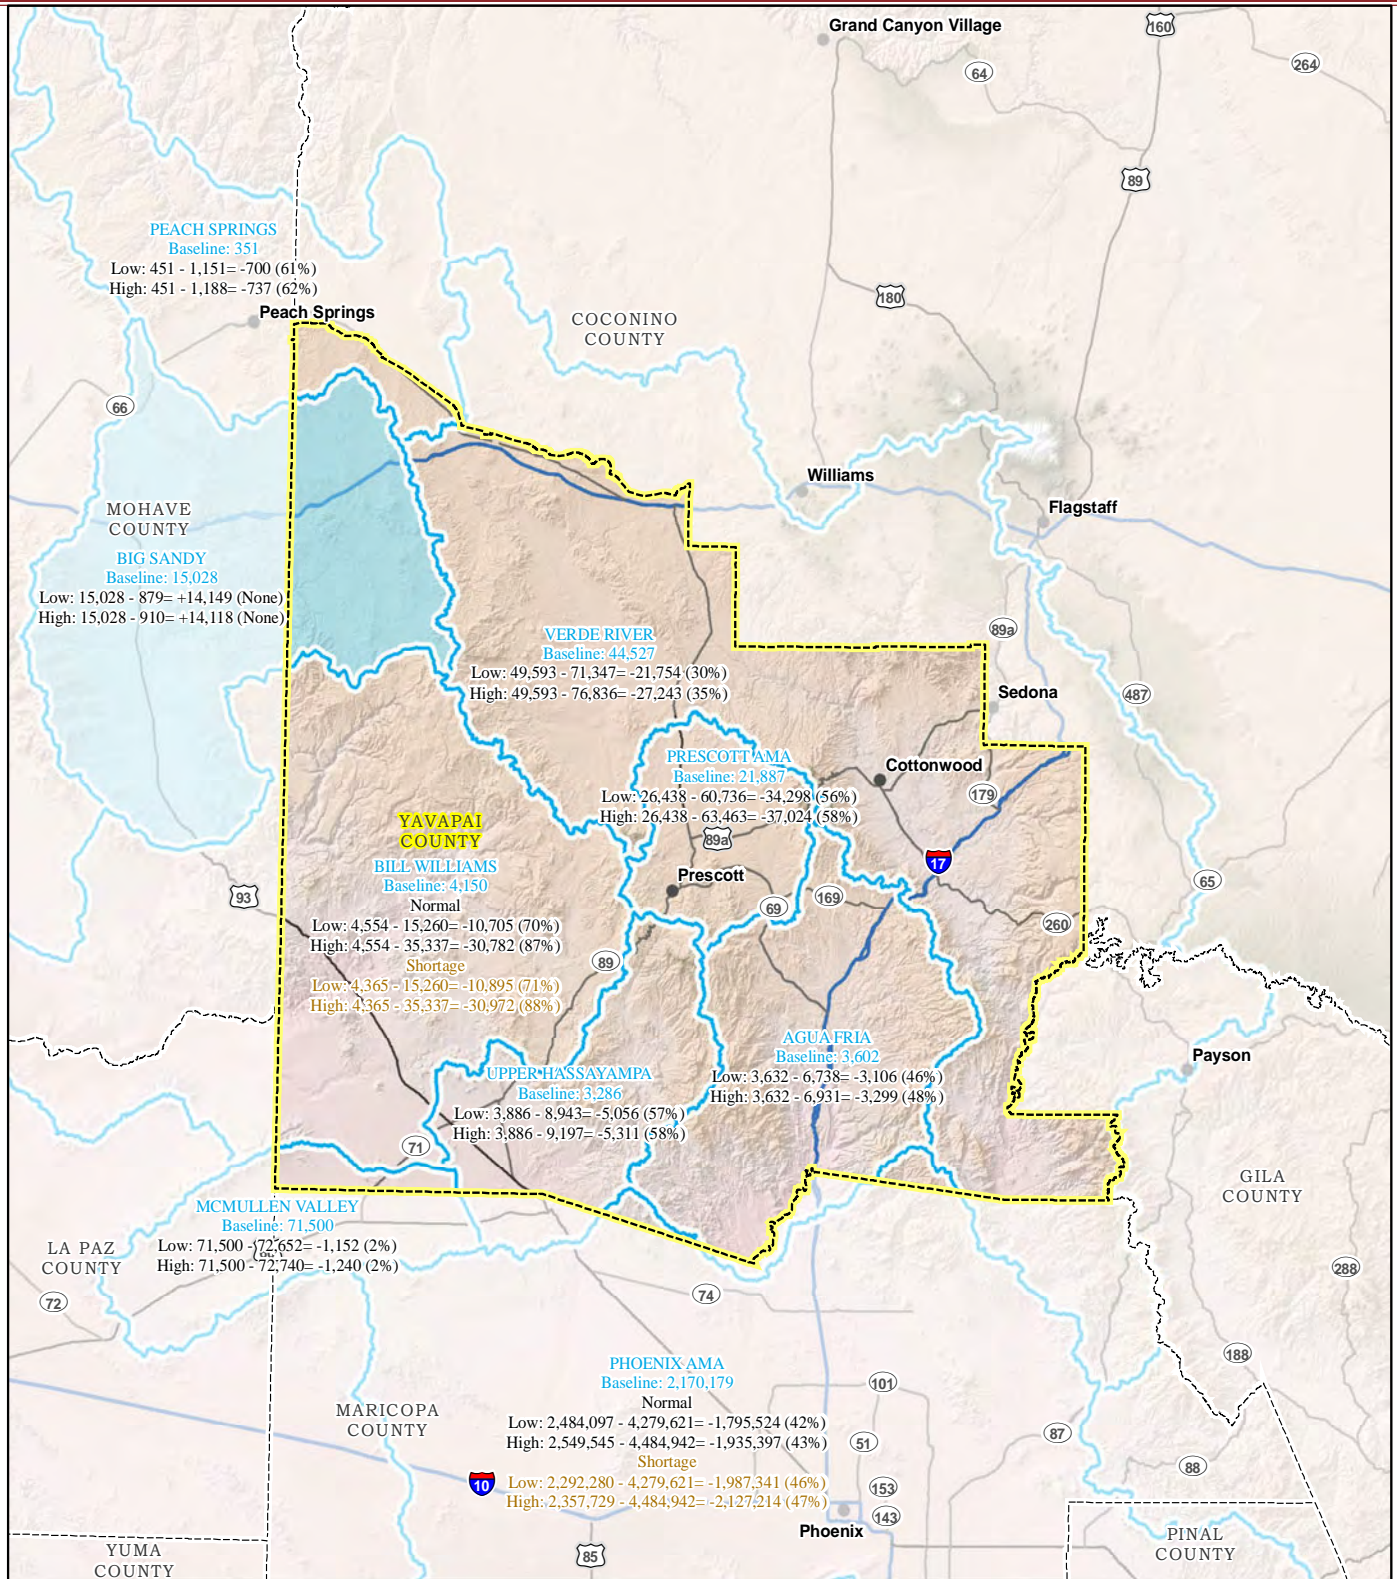 Grand Canyon Village
160
264
64
89
PEACH SPRINGS
Baseline: 351
Low: 451 - 1,151= -700 (61%)
High: 451 - 1,188= -737 (62%)
Peach Springs
180
COCONINO
COUNTY
66
Williams
Flagstaff
MOHAVE
COUNTY
BIG SANDY
Baseline: 15,028
Low: 15,028 - 879= +14,149 (None)
High: 15,028 - 910= +14,118 (None)
89a
VERDE RIVER
Baseline: 44,527
Low: 49,593 - 71,347= -21,754 (30%)
High: 49,593 - 76,836= -27,243 (35%)
Sedona
487
PRESCOTT AMA
Baseline: 21,887
Low: 26,438 - 60,736= -34,298 (56%)
High: 26,438 - 63,463= -37,024 (58%)
Cottonwood
179
89a
YAVAPAI
COUNTY
17
BILL WILLIAMS
Baseline: 4,150
Normal
Low: 4,554 - 15,260= -10,705 (70%)
High: 4,554 - 35,337= -30,782 (87%)
Shortage
Low: 4,365 - 15,260= -10,895 (71%)
High: 4,365 - 35,337= -30,972 (88%)
Prescott
65
93
69
169
260
89
AGUA FRIA
Baseline: 3,602
Low: 3,632 - 6,738= -3,106 (46%)
High: 3,632 - 6,931= -3,299 (48%)
Payson
UPPER HASSAYAMPA
Baseline: 3,286
Low: 3,886 - 8,943= -5,056 (57%)
High: 3,886 - 9,197= -5,311 (58%)
71
GILA
COUNTY
MCMULLEN VALLEY
Baseline: 71,500
Low: 71,500 - 72,652= -1,152 (2%)
High: 71,500 - 72,740= -1,240 (2%)
LA PAZ
COUNTY
72
288
74
188
PHOENIX AMA
Baseline: 2,170,179
Normal
Low: 2,484,097 - 4,279,621= -1,795,524 (42%)
High: 2,549,545 - 4,484,942= -1,935,397 (43%)
Shortage
Low: 2,292,280 - 4,279,621= -1,987,341 (46%)
High: 2,357,729 - 4,484,942= -2,127,214 (47%)
101
MARICOPA
COUNTY
51
87
88
10
153
143
Phoenix
PINAL
COUNTY
YUMA
COUNTY
85